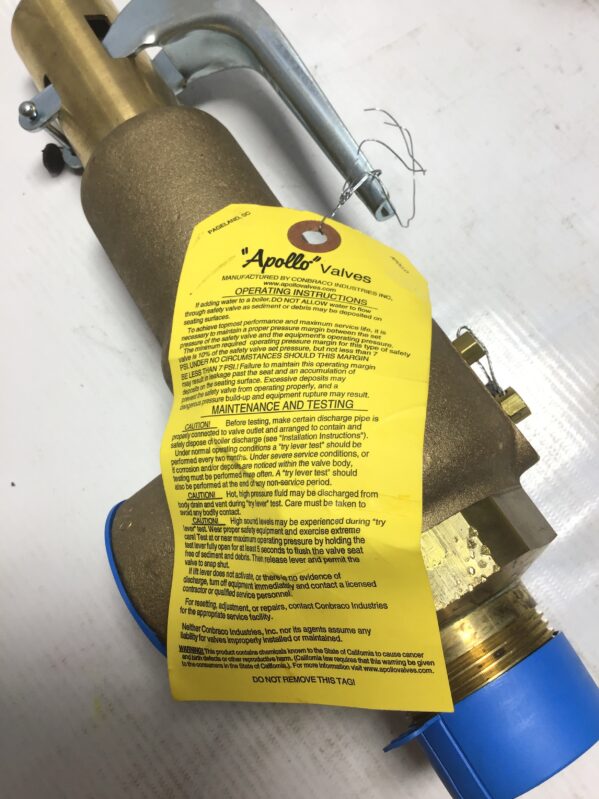 PAGELAND, SC
APOLLO
"Apollo" Valves
MANUFACTURED BY CONBRACO INDUSTRIES INC.
www.apollovalves.com
OPERATING INSTRUCTIONS
If adding water to a boiler, DO NOT ALLOW water to flow
through safety valve as sediment or debris may be deposited on
seating surfaces.
To achieve topmost performance and maximum service life, it is
necessary to maintain a proper pressure margin between the set
pressure of the safety valve and the equipment's operating pressure.
The minimum required operating pressure margin for this type of safety
valve is 10% of the safety valve set pressure, but not less than 7
PSI. UNDER NO CIRCUMSTANCES SHOULD THIS MARGIN
BE LESS THAN 7 PSI.! Failure to maintain this operating margin
may result in leakage past the seat and an accumulation of
deposits on the seating surface. Excessive deposits may
prevent the safety valve from operating properly, and a
dangerous pressure build-up and equipment rupture may result.
MAINTENANCE AND TESTING
CAUTION! Before testing, make certain discharge pipe is
properly connected to valve outlet and arranged to contain and
safely dispose of boiler discharge (see "Installation Instructions").
Under normal operating conditions a "try lever test" should be
performed every two months. Under severe service conditions, or
if corrosion and/or deposits are noticed within the valve body,
testing must be performed more often. A "try lever test" should
also be performed at the end of any non-service period.
CAUTION! Hot, high pressure fluid may be discharged from
body drain and vent during "try lever" test. Care must be taken to
avoid any bodily contact.
CAUTION! High sound levels may be experienced during "try
lever" test. Wear proper safety equipment and exercise extreme
care! Test at or near maximum operating pressure by holding the
test lever fully open for at least 5 seconds to flush the valve seat
free of sediment and debris. Then release lever and permit the
valve to snap shut.
If lift lever does not activate, or there is no evidence of
discharge, turn off equipment immediately and contact a licensed
contractor or qualified service personnel.
For resetting, adjustment, or repairs, contact Conbraco Industries
for the appropriate service facility.
Neither Conbraco Industries, Inc. nor its agents assume any
liability for valves improperly installed or maintained.
WARNING! This product contains chemicals known to the State of California to cause cancer
and birth defects or other reproductive harm. (California law requires that this warning be given
to the consumers in the State of California.). For more information visit www.apollovalves.com.
DO NOT REMOVE THIS TAG!